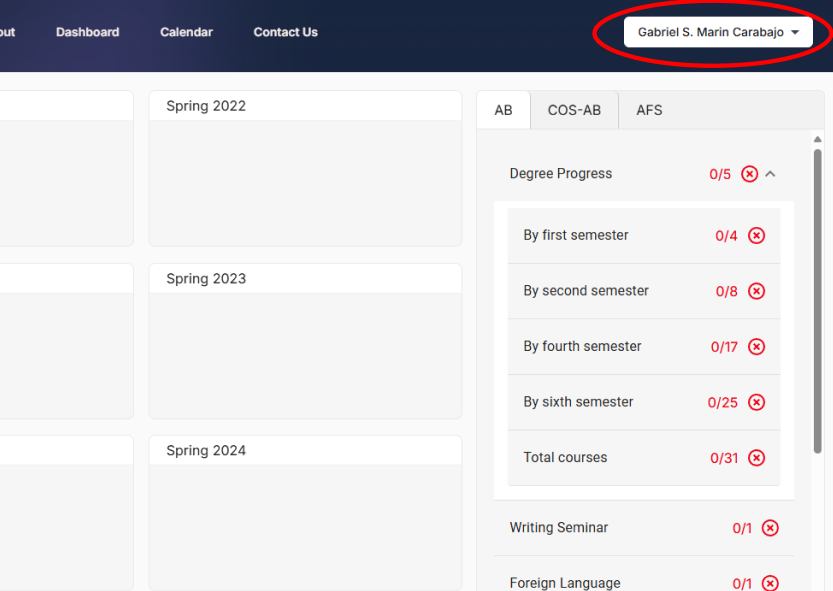 out Dashboard Calendar Contact Us Gabriel S. Marin Carabajo
Spring 2022
AB COS-AB AFS
Degree Progress 0/5
By first semester 0/4
Spring 2023
By second semester 0/8
By fourth semester 0/17
By sixth semester 0/25
Spring 2024
Total courses 0/31
Writing Seminar 0/1
Foreign Language 0/1